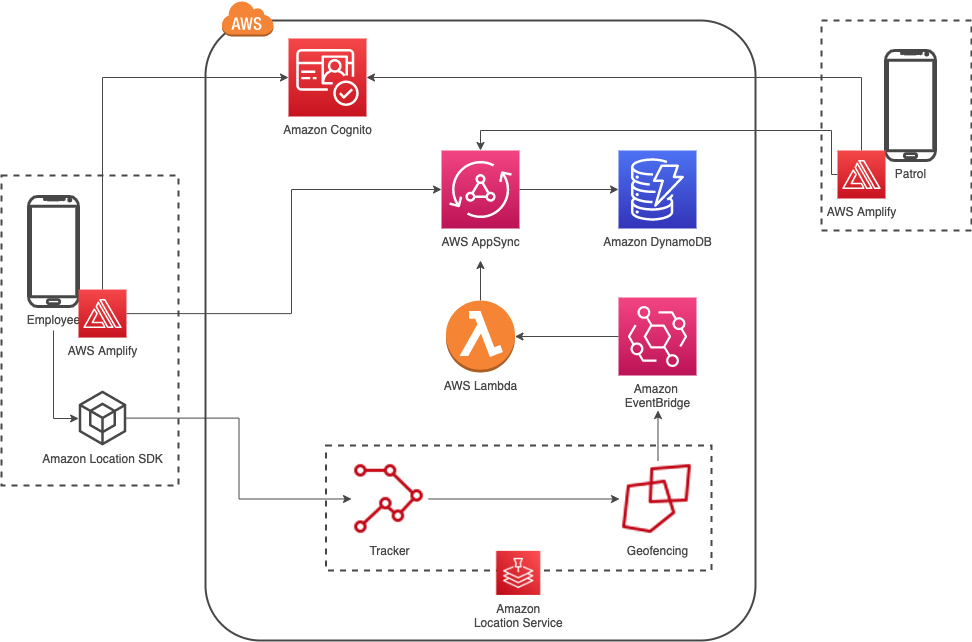 AWS
Amazon Cognito
Patrol
AWS Amplify
AWS AppSync
Amazon DynamoDB
Employee
AWS Amplify
AWS Lambda
Amazon
EventBridge
Amazon Location SDK
Tracker
Geofencing
Amazon
Location Service